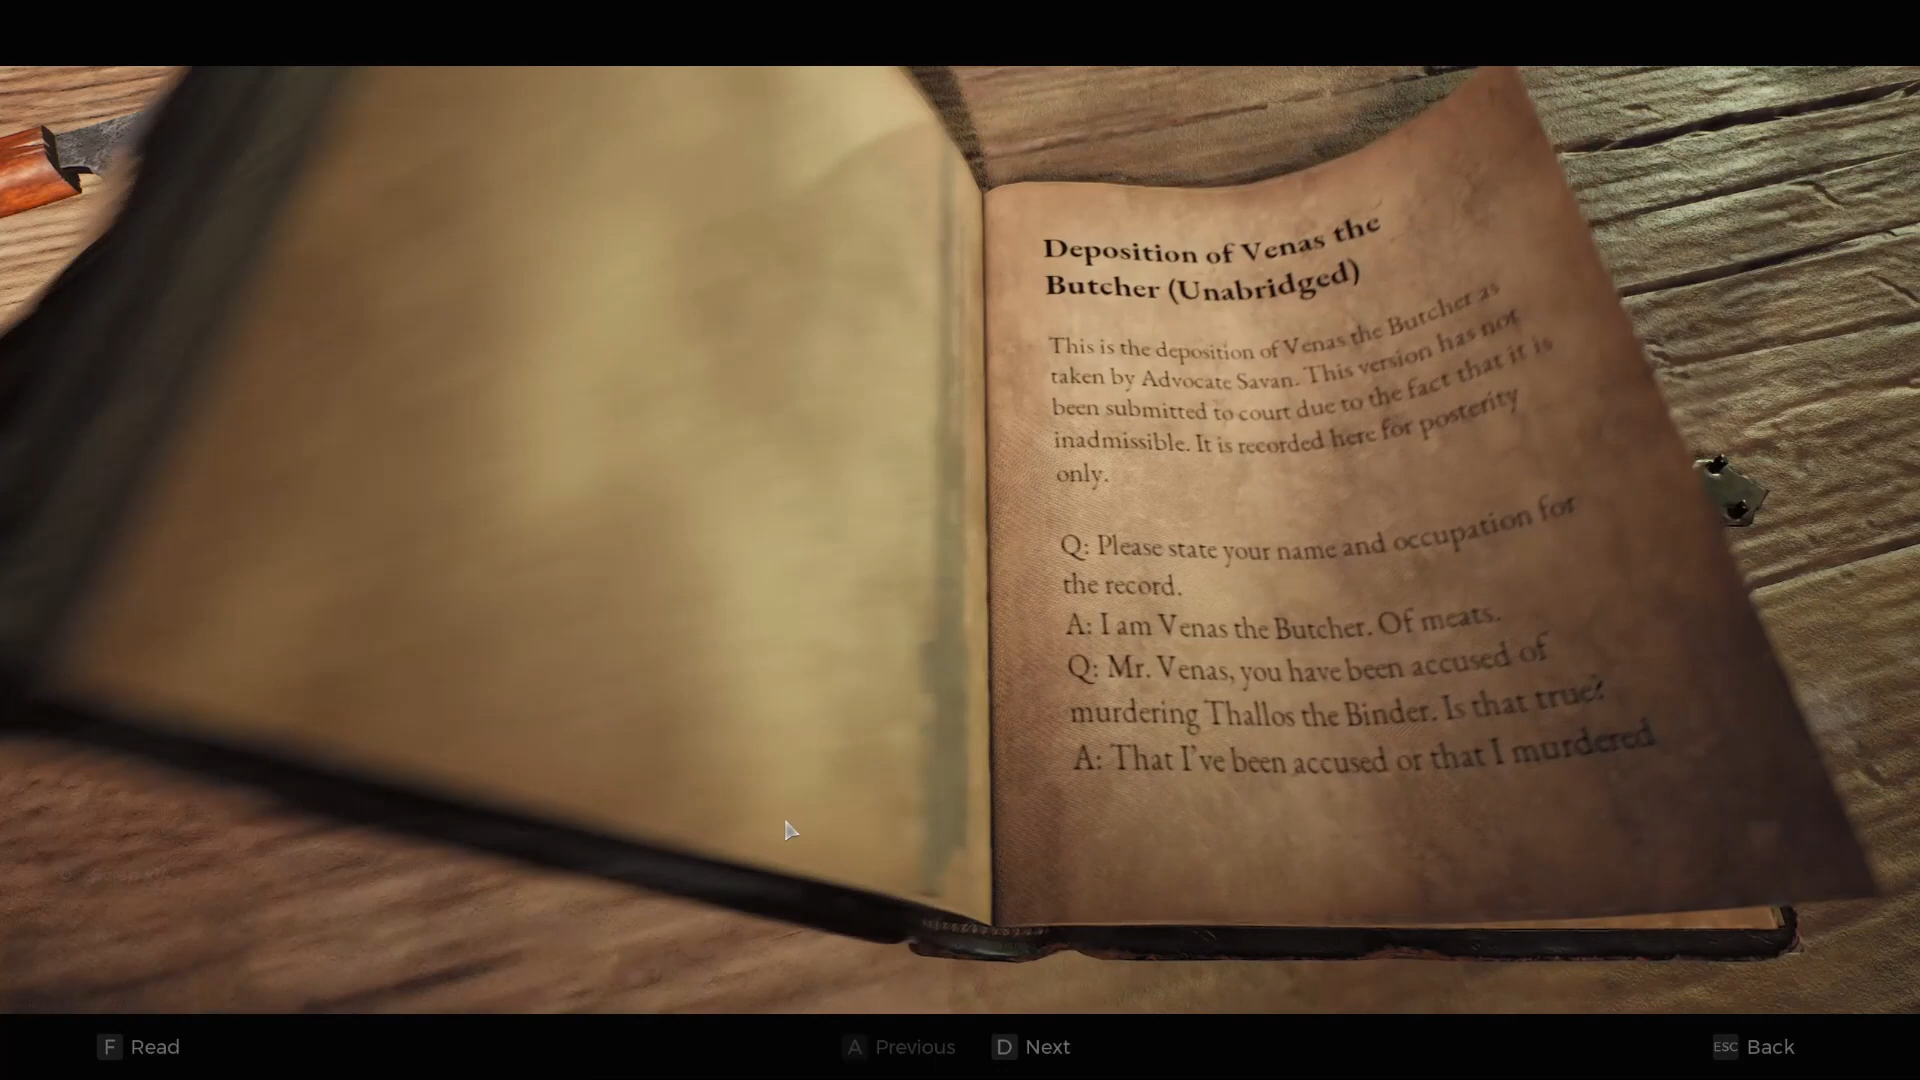 Deposition of Venas the
Butcher (Unabridged)
This is the deposition of Venas the Butcher as
taken by Advocate Savan. This version has not
been submitted to court due to the fact that it is
inadmissible. It is recorded here for posterity
only.
Q: Please state your name and occupation for
the record.
A: I am Venas the Butcher. Of meats.
Q: Mr. Venas, you have been accused of
murdering Thallos the Binder. Is that true?
A: That I've been accused or that I murdered
F Read
A Previous
D Next
ESC Back